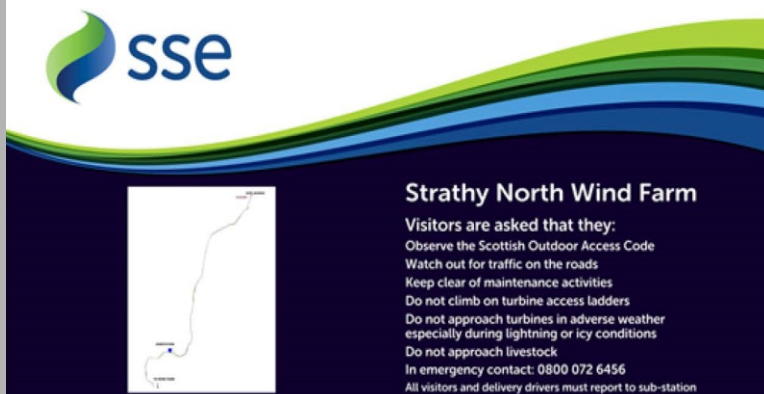 sse
Strathy North Wind Farm
Visitors are asked that they:
Observe the Scottish Outdoor Access Code
Watch out for traffic on the roads
Keep clear of maintenance activities
Do not climb on turbine access ladders
Do not approach turbines in adverse weather
especially during lightning or icy conditions
Do not approach livestock
In emergency contact: 0800 072 6456
All visitors and delivery drivers must report to sub-station